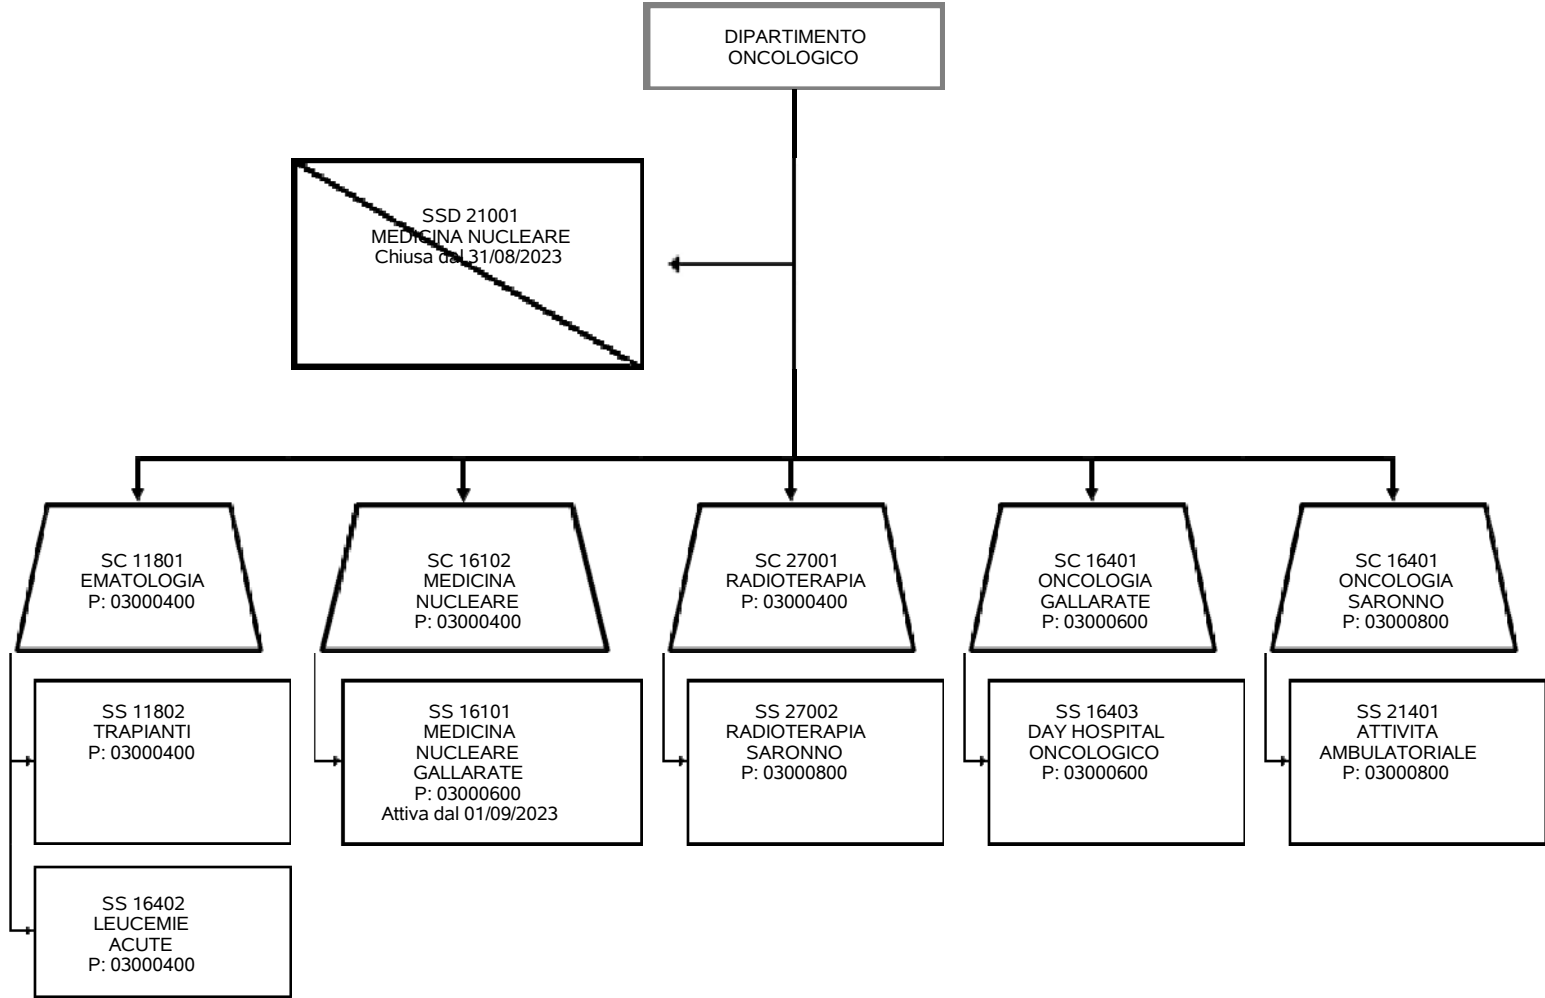 DIPARTIMENTO
ONCOLOGICO
SSD 21001
MEDICINA NUCLEARE
Chiusa dal 31/08/2023
SC 11801
EMATOLOGIA
P: 03000400
SC 16102
MEDICINA
NUCLEARE
P: 03000400
SC 27001
RADIOTERAPIA
P: 03000400
SC 16401
ONCOLOGIA
GALLARATE
P: 03000600
SC 16401
ONCOLOGIA
SARONNO
P: 03000800
SS 11802
TRAPIANTI
P: 03000400
SS 16101
MEDICINA
NUCLEARE
GALLARATE
P: 03000600
Attiva dal 01/09/2023
SS 27002
RADIOTERAPIA
SARONNO
P: 03000800
SS 16403
DAY HOSPITAL
ONCOLOGICO
P: 03000600
SS 21401
ATTIVITA
AMBULATORIALE
P: 03000800
SS 16402
LEUCEMIE
ACUTE
P: 03000400